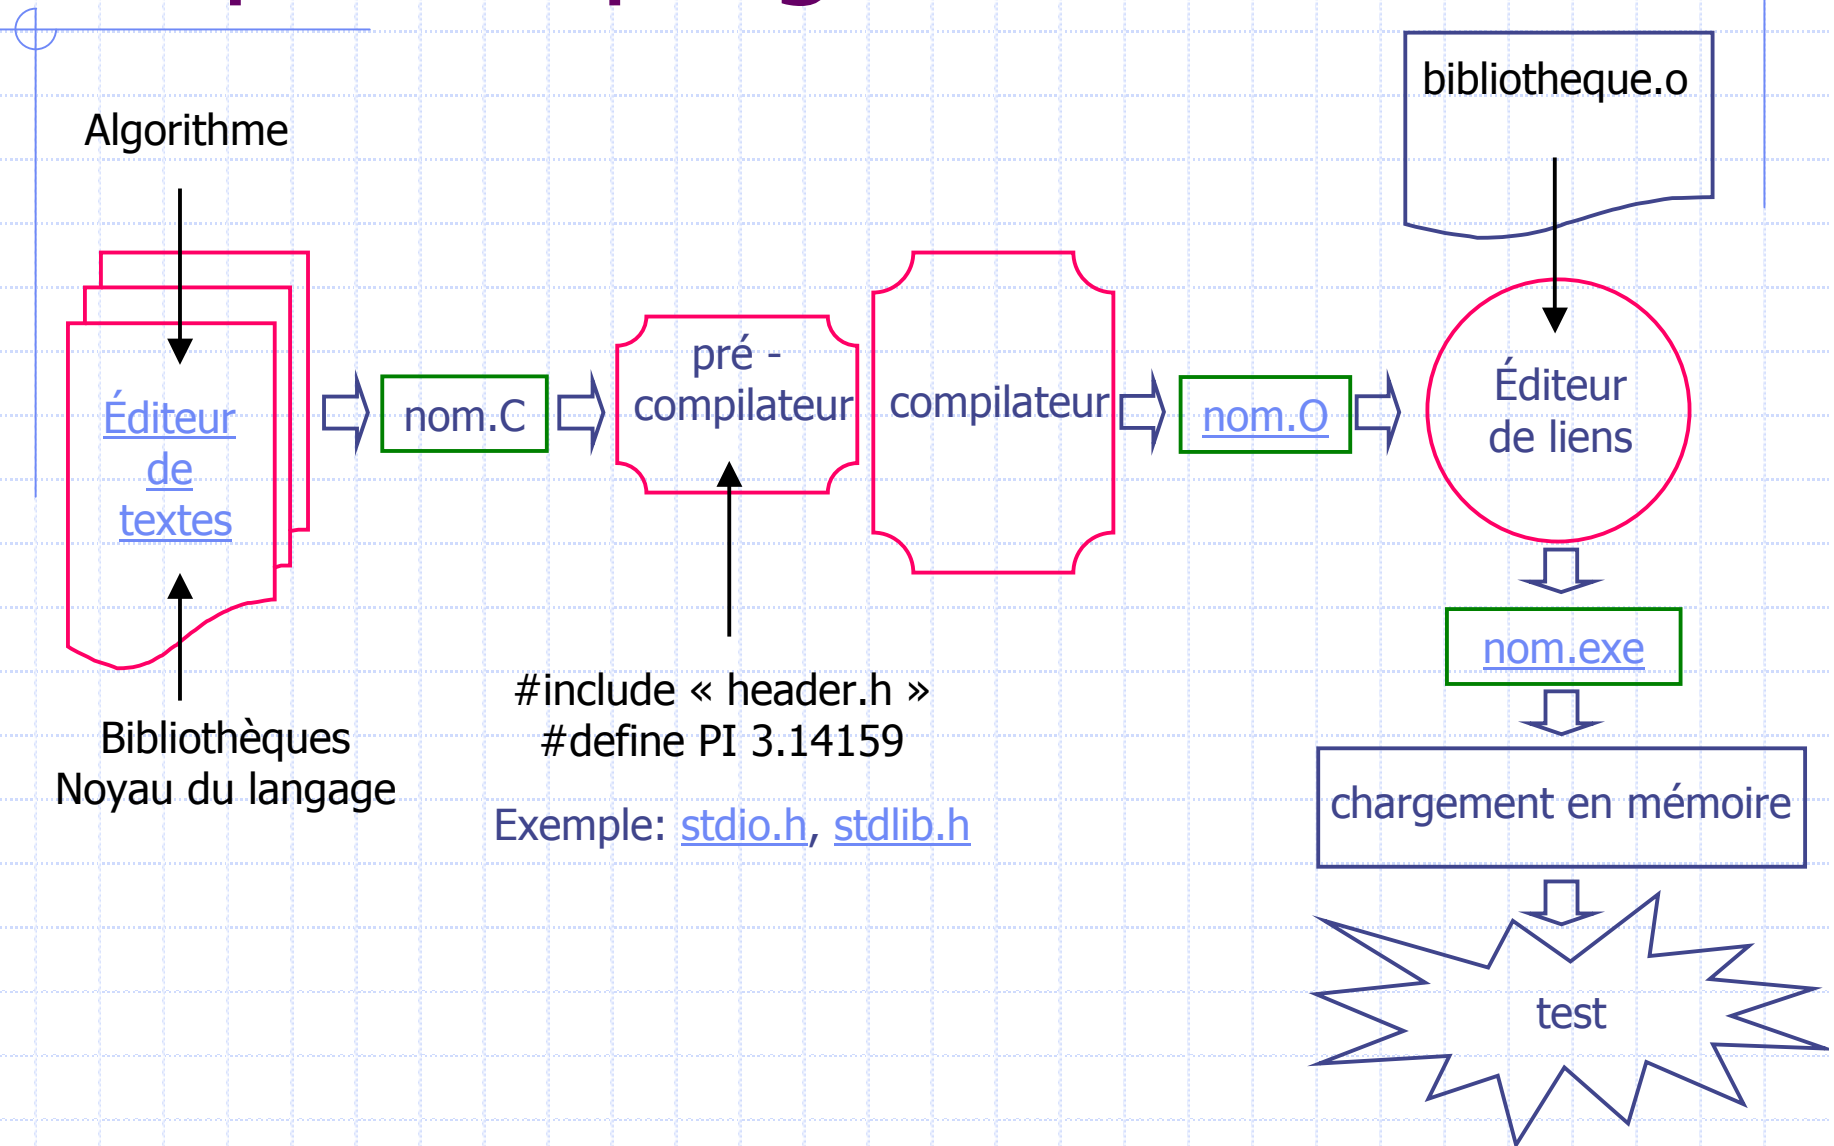 Algorithme
Éditeur
de
textes
Bibliothèques
Noyau du langage
nom.C
pré -
compilateur
#include « header.h »
#define PI 3.14159
Exemple: stdio.h, stdlib.h
compilateur
nom.O
bibliotheque.o
Éditeur
de liens
nom.exe
chargement en mémoire
test